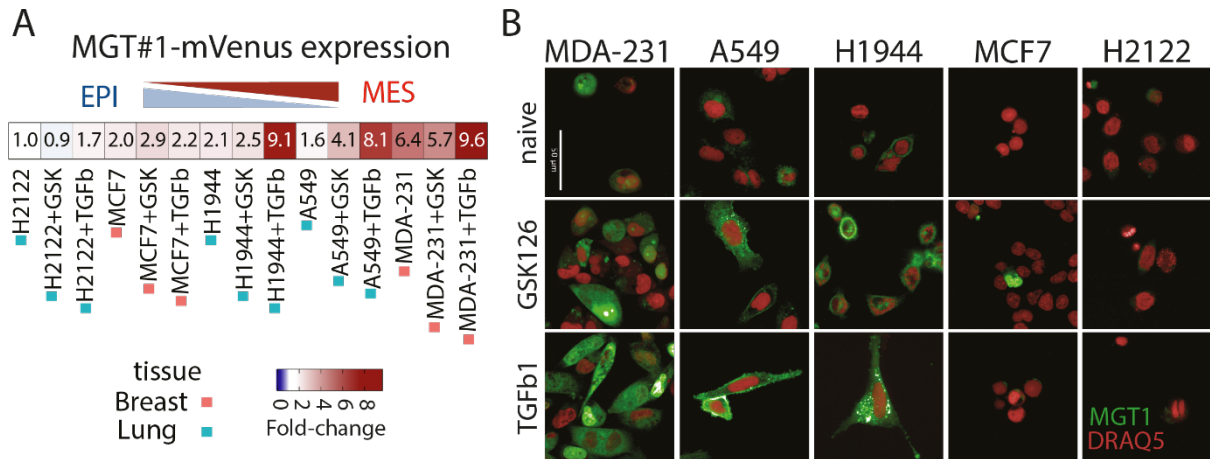 A
MGT#1-mVenus expression
EPI
MES
1.0 0.9 1.7 2.0 2.9 2.2 2.1 2.5 9.1 1.6 4.1 8.1 6.4 5.7 9.6
H2122
H2122+GSK
H2122+TGFb
MCF7
MCF7+GSK
MCF7+TGFb
H1944
H1944+GSK
H1944+TGFb
A549
A549+GSK
A549+TGFb
MDA-231
MDA-231+GSK
MDA-231+TGFb
tissue
Breast
Lung
0 2 4 6 8
Fold-change
B
MDA-231 A549 H1944 MCF7 H2122
naive
50 μm
GSK126
TGFb1
MGT1
DRAQ5